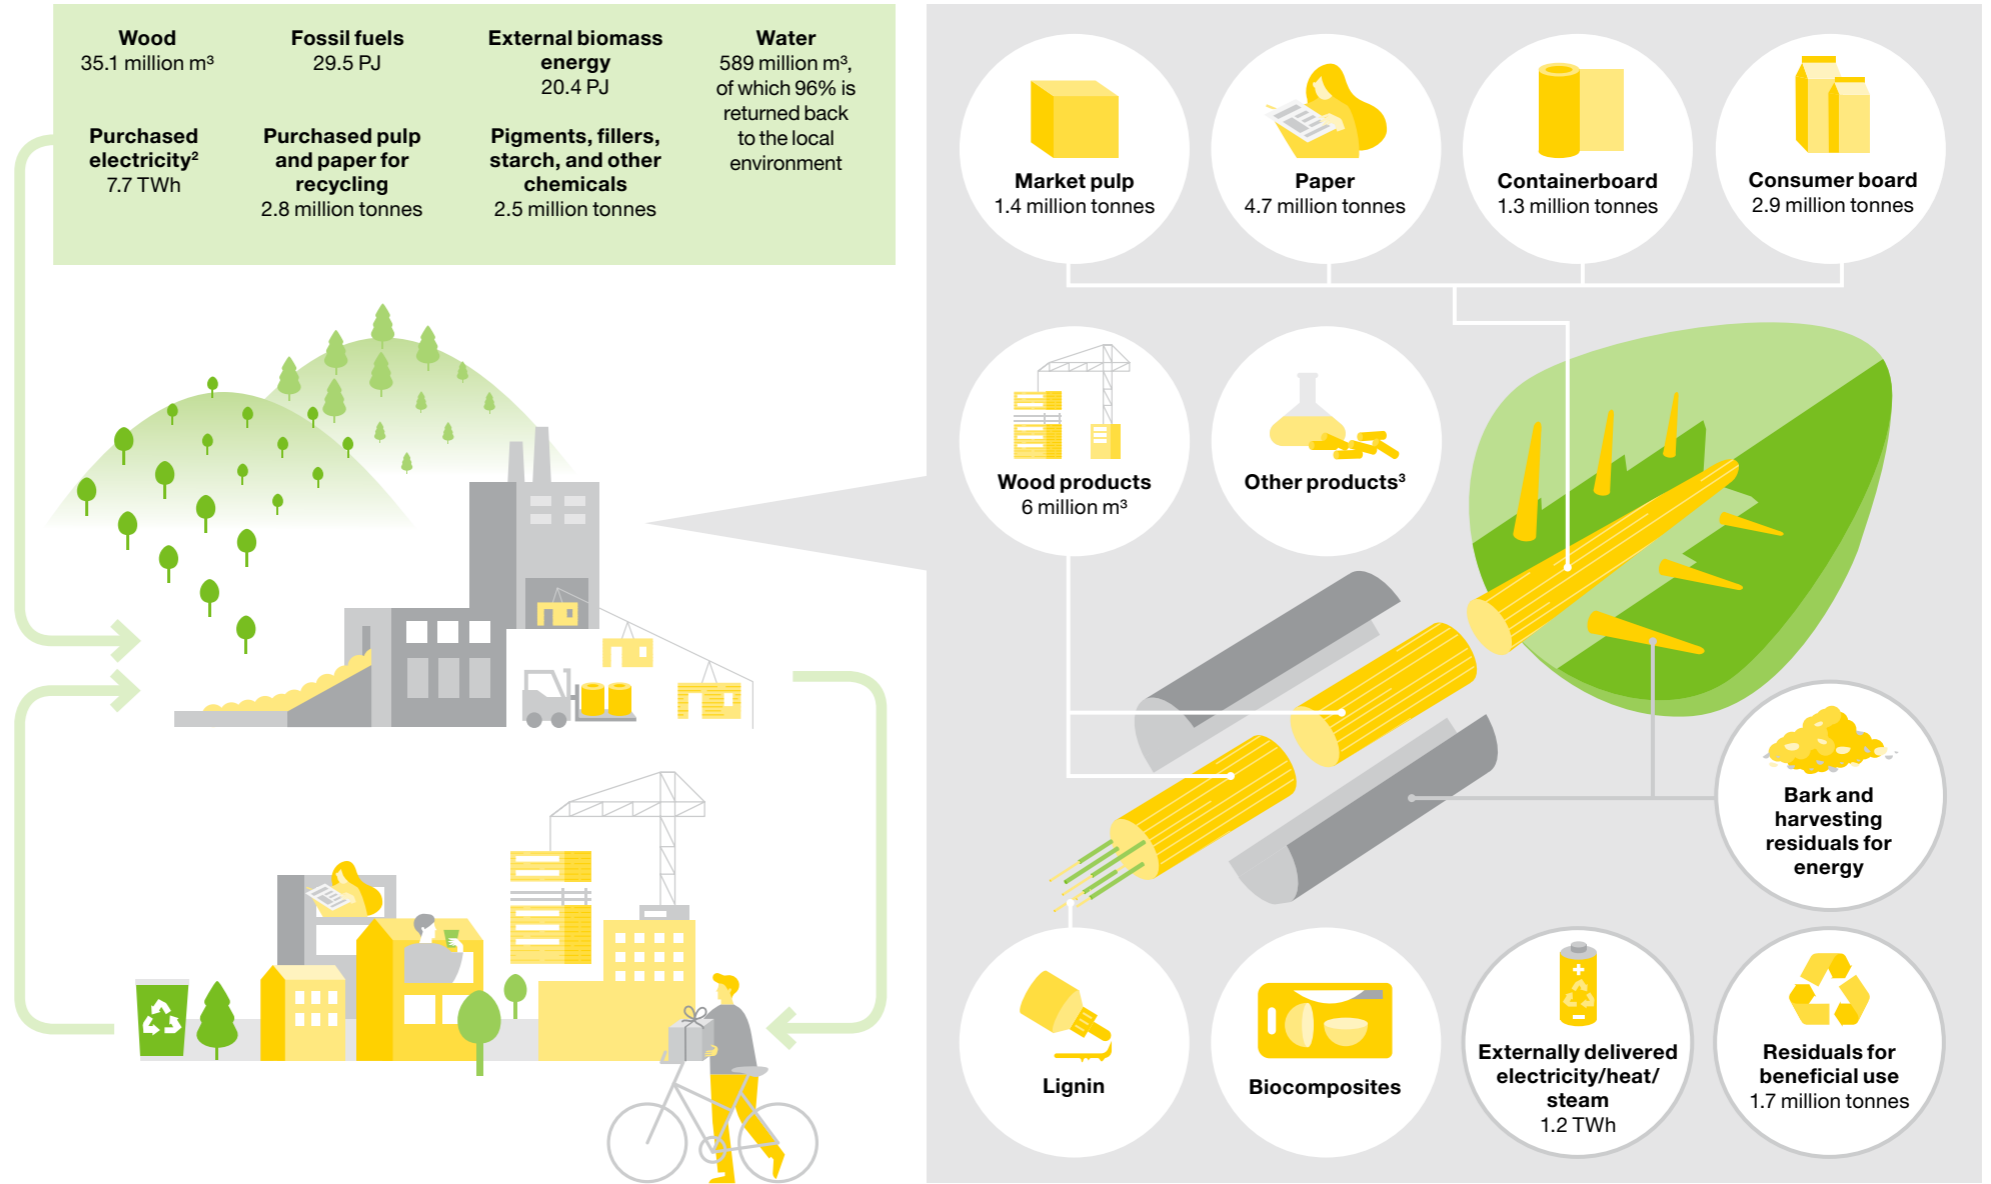 Wood
35.1 million m³
Fossil fuels
29.5 PJ
External biomass
energy
20.4 PJ
Water
589 million m³,
of which 96% is
returned back
to the local
environment
Purchased
electricity²
7.7 TWh
Purchased pulp
and paper for
recycling
2.8 million tonnes
Pigments, fillers,
starch, and other
chemicals
2.5 million tonnes
Market pulp
1.4 million tonnes
Paper
4.7 million tonnes
Containerboard
1.3 million tonnes
Consumer board
2.9 million tonnes
Wood products
6 million m³
Other products³
Bark and
harvesting
residuals for
energy
Lignin
Biocomposites
Externally delivered
electricity/heat/
steam
1.2 TWh
Residuals for
beneficial use
1.7 million tonnes